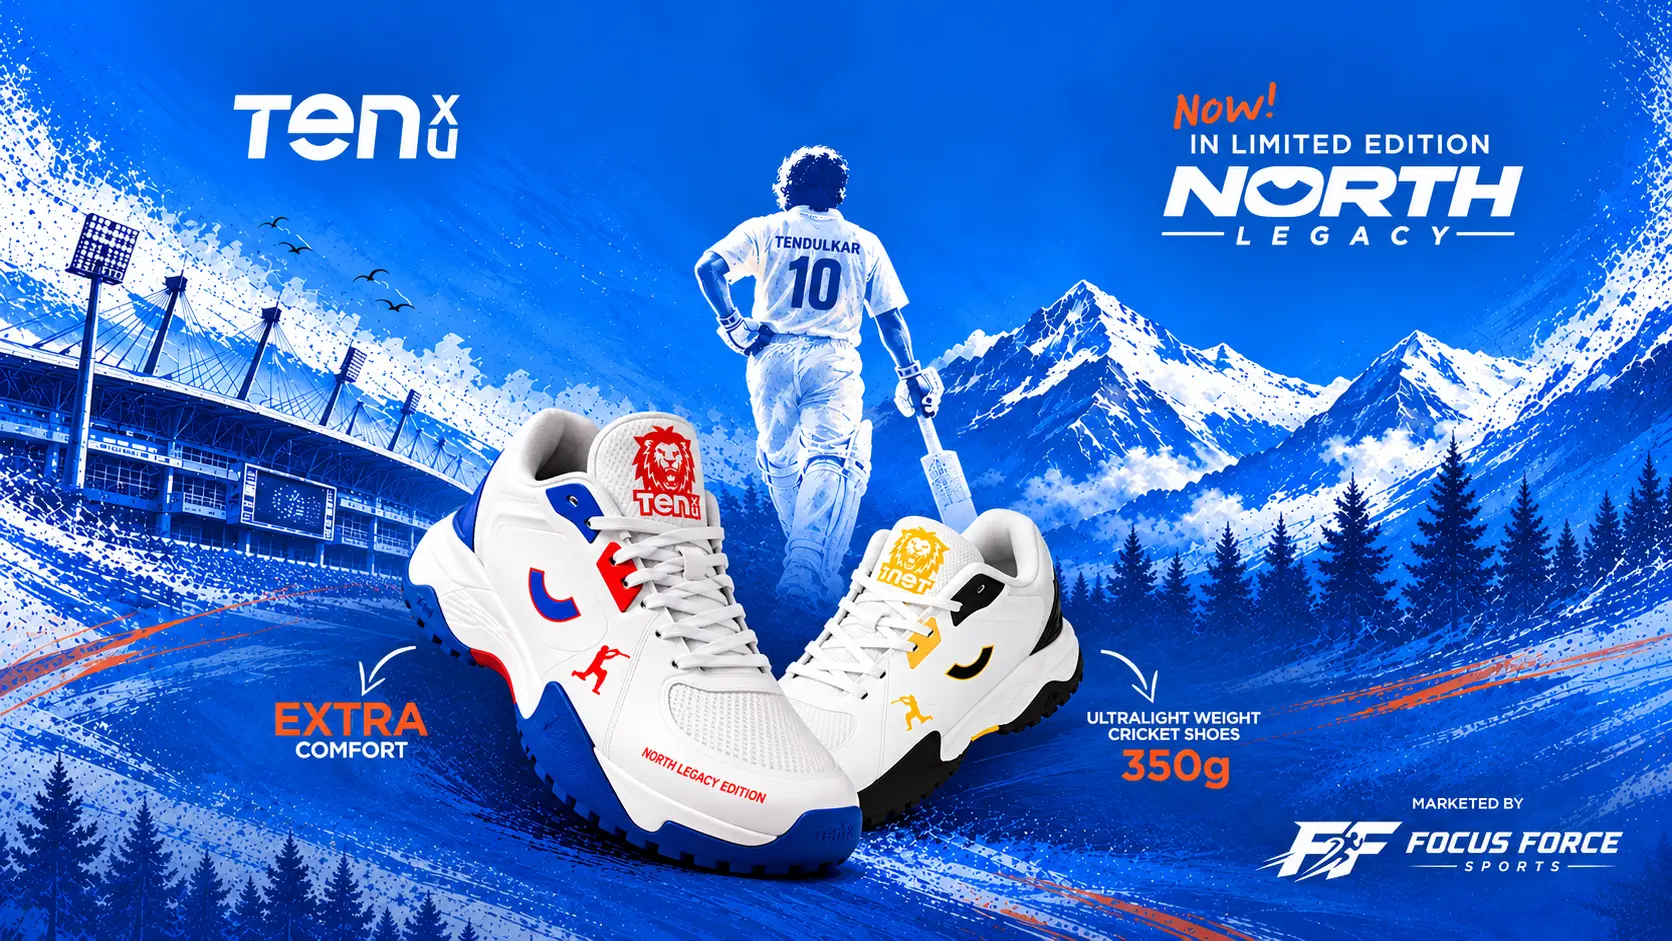 TEN X U
Now!
IN LIMITED EDITION
NORTH
LEGACY
TENDULKAR
10
TEN X U
EXTRA
COMFORT
NORTH LEGACY EDITION
ULTRALIGHT WEIGHT
CRICKET SHOES
350g
MARKETED BY
FF FOCUS FORCE
SPORTS